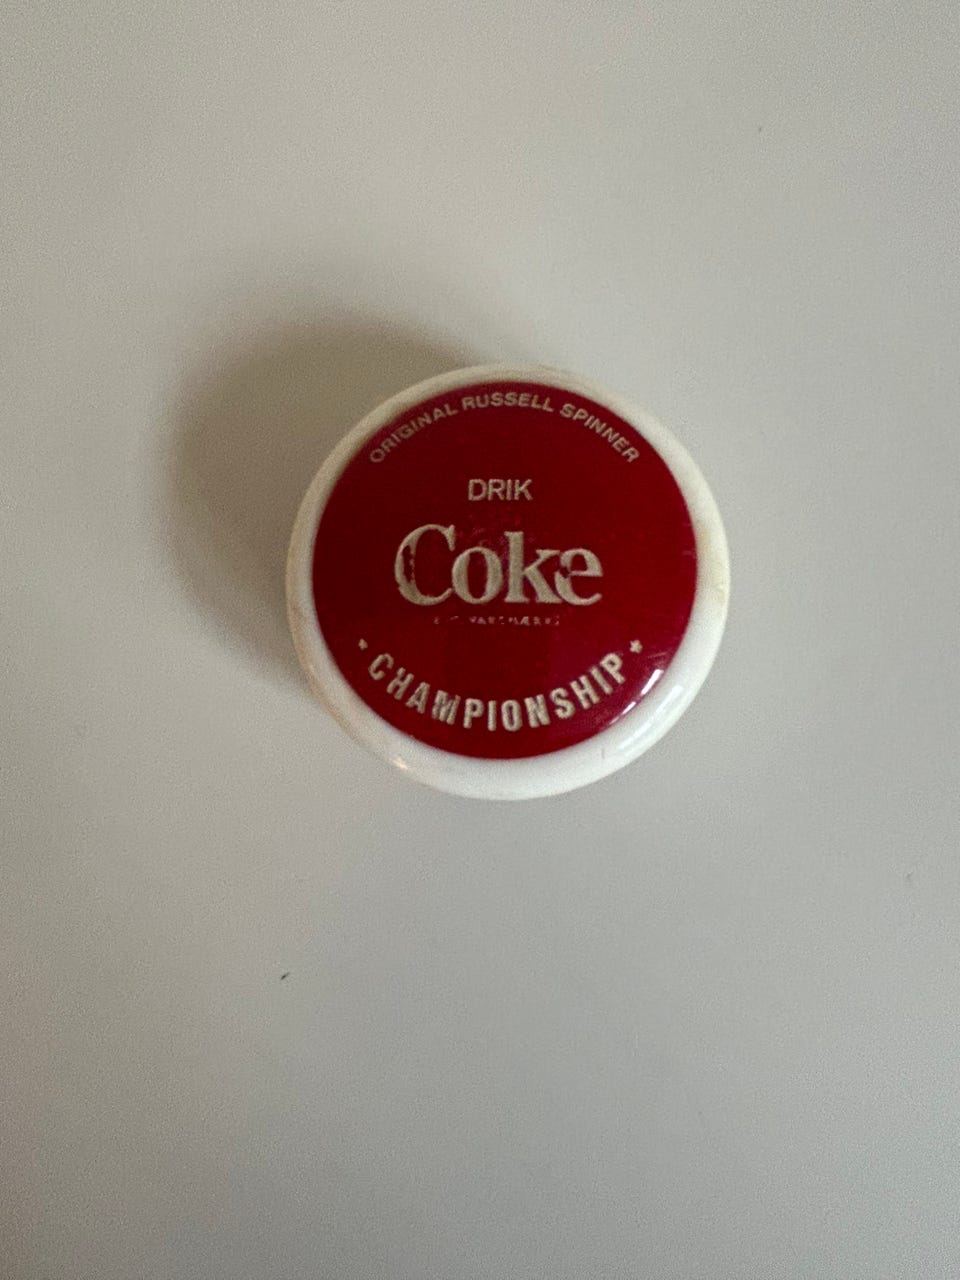 ORIGINAL RUSSELL SPINNER
DRIK
Coke
★ CHAMPIONSHIP ★